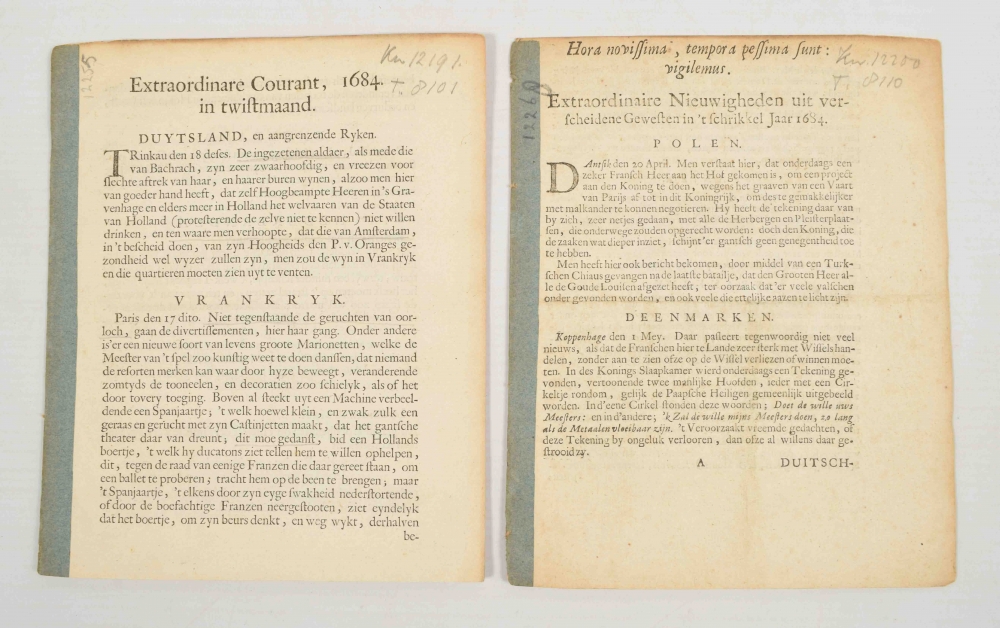 12255
Kn 12191.
T. 8101
Extraordinare Courant, 1684.
in twistmaand.
DUYTSLAND, en aangrenzende Ryken.
TRinkau den 18 deses. De ingezetenen aldaer, als mede die
van Bachrach, zyn zeer zwaarhoofdig, en vreezen voor
slechte aftrek van haar, en haarer buren wynen, alzoo men hier
van goeder hand heeft, dat zelf Hoogbeampte Heeren in 's Gra-
venhage en elders meer in Holland het welvaaren van de Staaten
van Holland (protesterende de zelve niet te kennen) niet willen
drinken, en ten waare men verhoopte, dat die van Amsterdam,
in 't bescheid doen, van zyn Hoogheids den P. v. Oranges ge-
zondheid wel wyzer zullen zyn, men zou de wyn in Vrankryk
en die quartieren moeten zien uyt te venten.
VRANKRYK.
Paris den 17 dito. Niet tegenstaande de geruchten van oor-
loch, gaan de divertissementen, hier haar gang. Onder andere
is'er een nieuwe soort van levens groote Marionetten, welke de
Meester van 't spel zoo kunstig weet te doen danssen, dat niemand
de resorten merken kan waar door hyze beweegt, veranderende
zomtyds de tooneelen, en decoratien zoo schielyk, als of het
door tovery toeging. Boven al steekt uyt een Machine verbeel-
dende een Spanjaartje, 't welk hoewel klein, en zwak zulk een
geraas en gerucht met zyn Castinjetten maakt, dat het gantsche
theater daar van dreunt; dit moe gedanst, bid een Hollands
boertje, 't welk hy ducatons ziet tellen hem te willen ophelpen,
dit, tegen de raad van eenige Franzen die daar gereet staan, om
een ballet te proberen; tracht hem op de been te brengen; maar
't Spanjaartje, 't elkens door zyn eyge swakheid nederstortende,
of door de boefachtige Franzen neergestooten, ziet eyndelyk
dat het boertje, om zyn beurs denkt, en weg wykt, derhalven
be-
12260
Hora novissima, tempora pessima sunt:
vigilemus.
Kn. 12250
T. 8110
Extraordinaire Nieuwigheden uit ver-
scheidene Gewesten in 't schrikkel Jaar 1684.
POLEN.
DAntsik den 20 April. Men verstaat hier, dat onderdaags een
zeker Fransch Heer aan het Hof gekomen is, om een project
aan den Koning te doen, wegens het graaven van een Vaart
van Parijs af tot in dit Koningrijk, om des te gemakkelijker
met malkander te konnen negotieren. Hy heeft de tekening daar van
by zich, zeer netjes gedaan, met alle de Herbergen en Pleisterplaat-
sen, die onderwege zouden opgerecht worden: doch den Koning, die
de zaaken wat dieper inziet, schijnt 'er gantsch geen genegentheid toe
te hebben.
Men heeft hier ook bericht bekomen, door middel van een Turk-
schen Chiaus gevangen na de laatste batailje, dat den Grooten Heer al-
le de Goude Louisen afgezet heeft, ter oorzaak dat 'er veele valschen
onder gevonden worden, en ook veele die ettelijke aazen te licht zijn.
DEENMARKEN.
Koppenhage den 1 Mey. Daar passeert tegenwoordig niet veel
nieuws, als dat de Franschen hier te Lande zeer sterk met Wissels han-
delen, zonder aan te zien ofze op de Wissel verliezen of winnen moe-
ten. In des Konings Slaapkamer wierd onderdaags een Tekening ge-
vonden, vertoonende twee manlijke Hoofden, ieder met een Cir-
keltje rondom, gelijk de Paapsche Heiligen gemeenlijk uitgebeeld
worden. In d'eene Cirkel stonden deze woorden; Doet de wille uws
Meesters: en in d'andere; 'k Zal de wille mijns Meesters doen, zo lang
als de Metaalen vloeibaar zijn. 't Veroorzaakt vreemde gedachten, of
deze Tekening by ongeluk verlooren, dan ofze al willens daar ge-
strooid zy.
A DUITSCH-